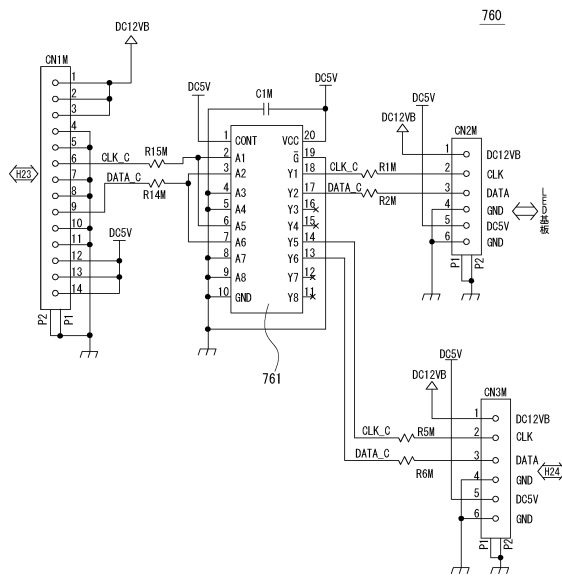 760
DC12VB
CN1M
1
2
3
4
5
6
7
8
9
10
11
12
13
14
P2
P1
H23
CLK_C
R15M
DATA_C
R14M
DC5V
DC5V
C1M
DC5V
1 CONT VCC 20
2 A1 G̅ 19
3 A2 Y1 18
4 A3 Y2 17
5 A4 Y3 16
6 A5 Y4 15
7 A6 Y5 14
8 A7 Y6 13
9 A8 Y7 12
10 GND Y8 11
761
CLK_C R1M
DATA_C
R2M
DC5V
DC12VB
CN2M
1 DC12VB
2 CLK
3 DATA
4 GND
5 DC5V
6 GND
P1
P2
LED基板
DC5V
DC12VB
CN3M
1 DC12VB
2 CLK
3 DATA
4 GND
5 DC5V
6 GND
P1
P2
H24
CLK_C
R5M
DATA_C
R6M